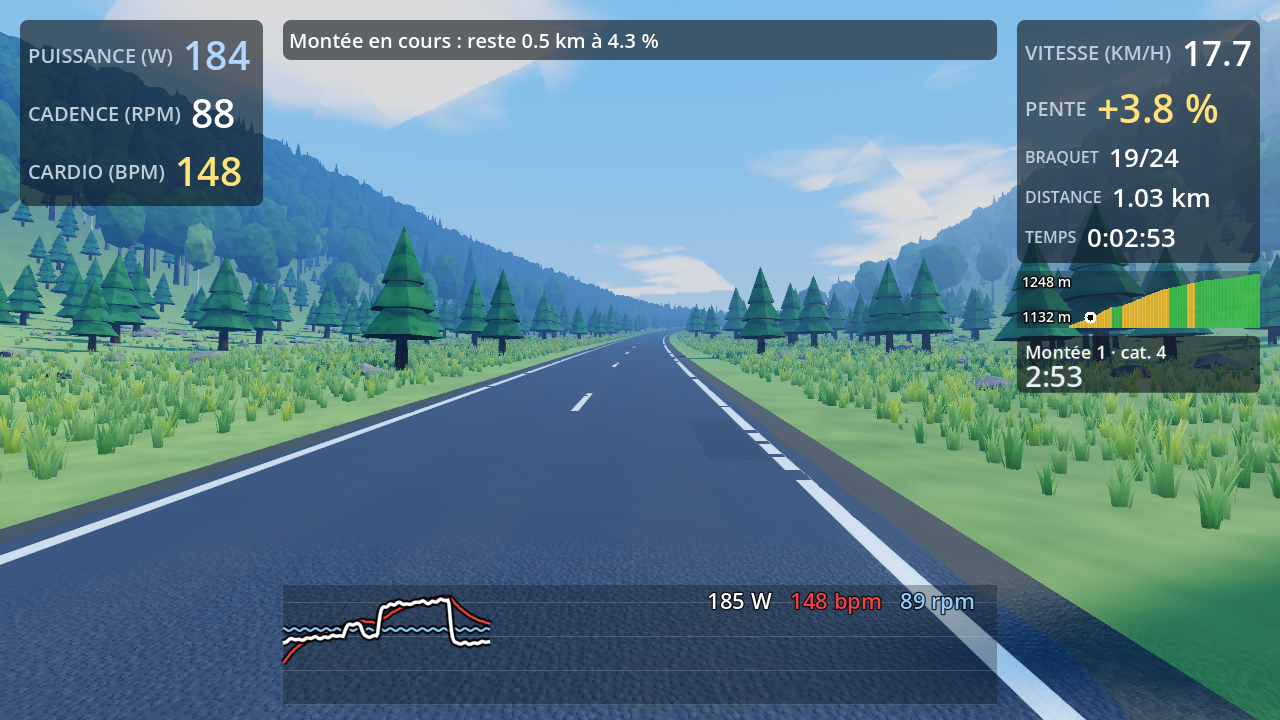 PUISSANCE (W) 184
CADENCE (RPM) 88
CARDIO (BPM) 148
Montée en cours : reste 0.5 km à 4.3 %
VITESSE (KM/H) 17.7
PENTE +3.8 %
BRAQUET 19/24
DISTANCE 1.03 km
TEMPS 0:02:53
1248 m
1132 m
Montée 1 · cat. 4
2:53
185 W 148 bpm 89 rpm